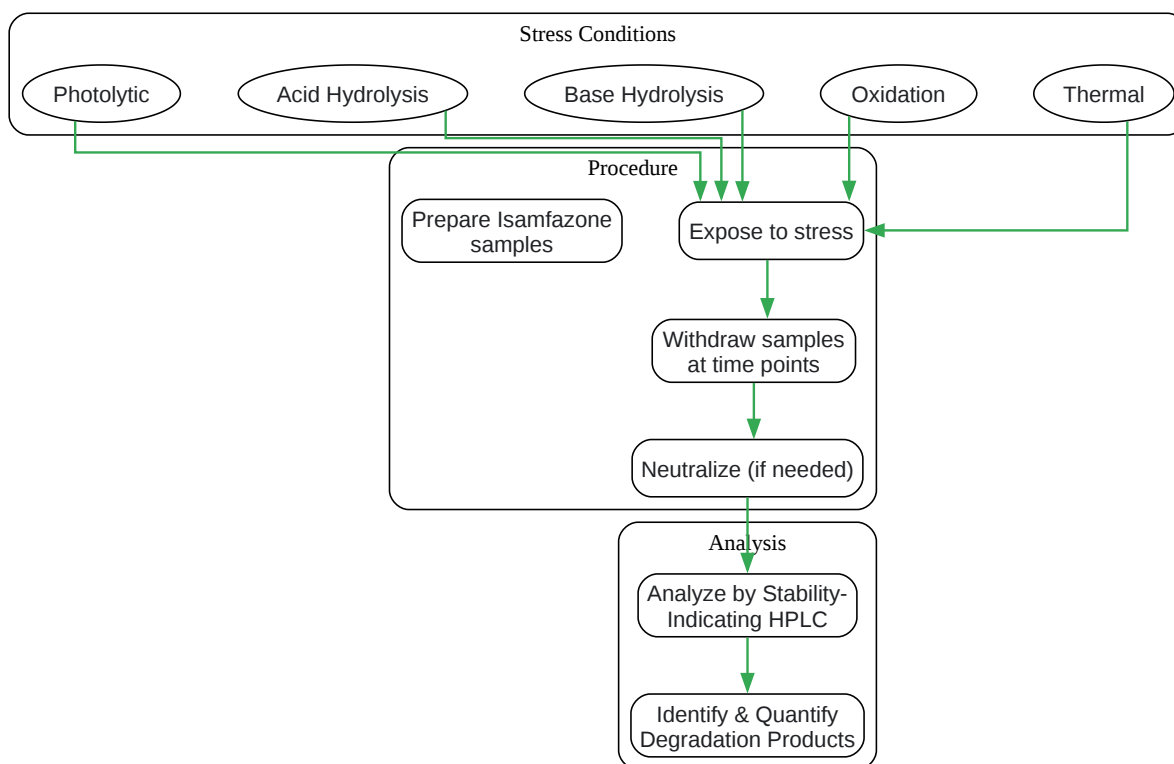 Stress Conditions
Photolytic
Acid Hydrolysis
Base Hydrolysis
Oxidation
Thermal
Procedure
Prepare Isamfazone
samples
Expose to stress
Withdraw samples
at time points
Neutralize (if needed)
Analysis
Analyze by Stability-
Indicating HPLC
Identify & Quantify
Degradation Products